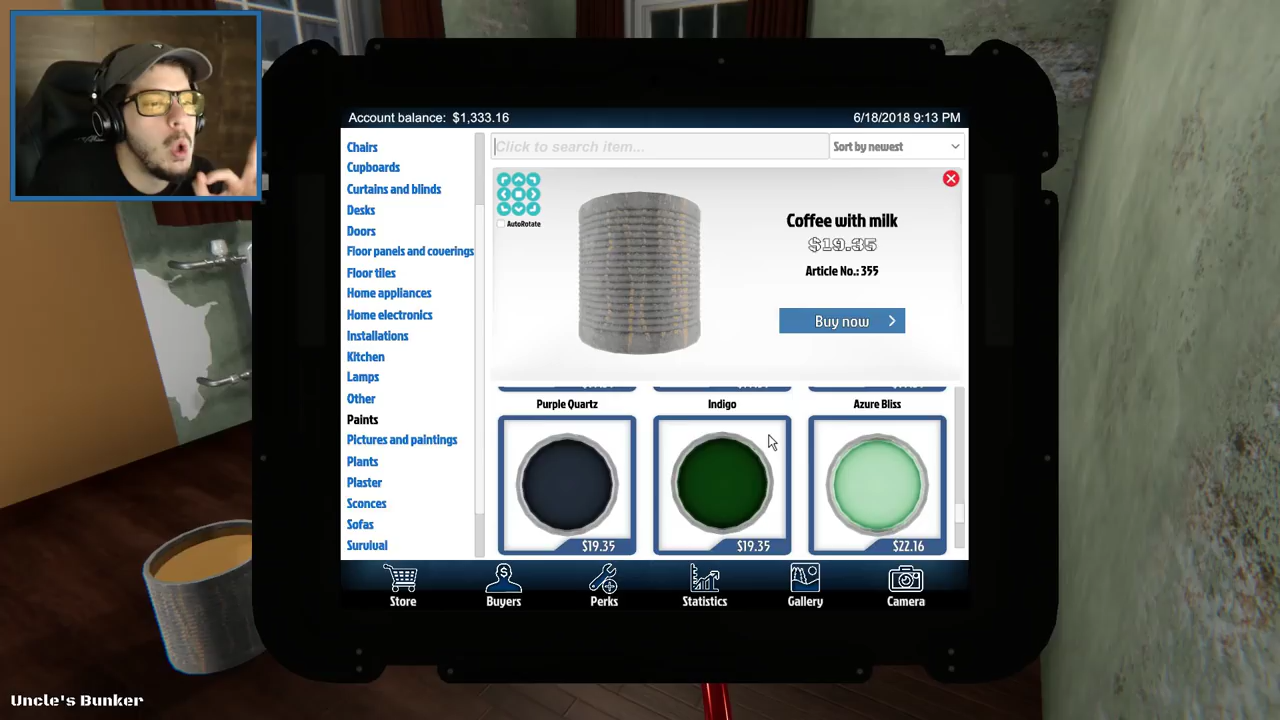 Account balance: $1,333.16
6/18/2018 9:13 PM
Chairs
Cupboards
Curtains and blinds
Desks
Doors
Floor panels and coverings
Floor tiles
Home appliances
Home electronics
Installations
Kitchen
Lamps
Other
Paints
Pictures and paintings
Plants
Plaster
Sconces
Sofas
Survival
Click to search item...
Sort by newest
AutoRotate
Coffee with milk
$19.35
Article No.: 355
Buy now
Purple Quartz
Indigo
Azure Bliss
$19.35
$19.35
$22.16
Store
Buyers
Perks
Statistics
Gallery
Camera
Uncle's Bunker